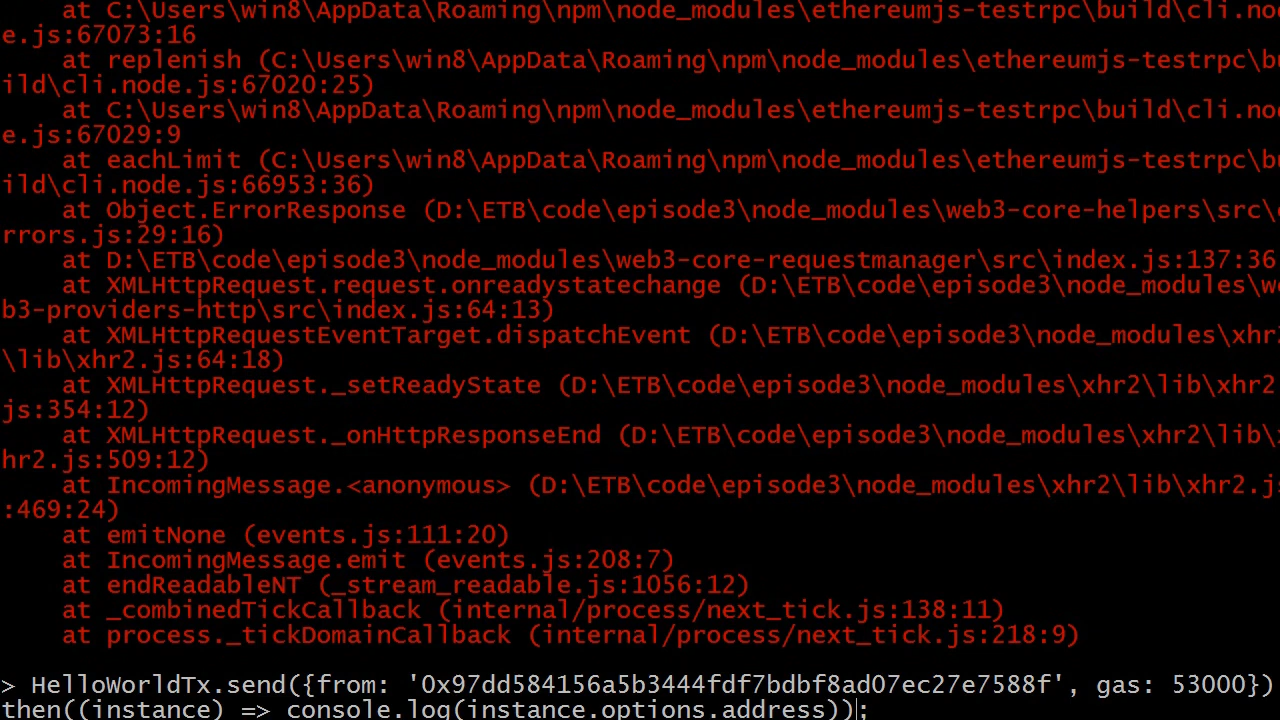 at C:\Users\win8\AppData\Roaming\npm\node_modules\ethereumjs-testrpc\build\cli.no
e.js:67073:16
    at replenish (C:\Users\win8\AppData\Roaming\npm\node_modules\ethereumjs-testrpc\bu
ild\cli.node.js:67020:25)
    at C:\Users\win8\AppData\Roaming\npm\node_modules\ethereumjs-testrpc\build\cli.no
e.js:67029:9
    at eachLimit (C:\Users\win8\AppData\Roaming\npm\node_modules\ethereumjs-testrpc\bu
ild\cli.node.js:66953:36)
    at Object.ErrorResponse (D:\ETB\code\episode3\node_modules\web3-core-helpers\src\
rrors.js:29:16)
    at D:\ETB\code\episode3\node_modules\web3-core-requestmanager\src\index.js:137:36
    at XMLHttpRequest.request.onreadystatechange (D:\ETB\code\episode3\node_modules\we
b3-providers-http\src\index.js:64:13)
    at XMLHttpRequestEventTarget.dispatchEvent (D:\ETB\code\episode3\node_modules\xhr
\lib\xhr2.js:64:18)
    at XMLHttpRequest._setReadyState (D:\ETB\code\episode3\node_modules\xhr2\lib\xhr2
js:354:12)
    at XMLHttpRequest._onHttpResponseEnd (D:\ETB\code\episode3\node_modules\xhr2\lib\
hr2.js:509:12)
    at IncomingMessage.<anonymous> (D:\ETB\code\episode3\node_modules\xhr2\lib\xhr2.js
:469:24)
    at emitNone (events.js:111:20)
    at IncomingMessage.emit (events.js:208:7)
    at endReadableNT (_stream_readable.js:1056:12)
    at _combinedTickCallback (internal/process/next_tick.js:138:11)
    at process._tickDomainCallback (internal/process/next_tick.js:218:9)
> HelloWorldTx.send({from: '0x97dd584156a5b3444fdf7bdbf8ad07ec27e7588f', gas: 53000})
then((instance) => console.log(instance.options.address));